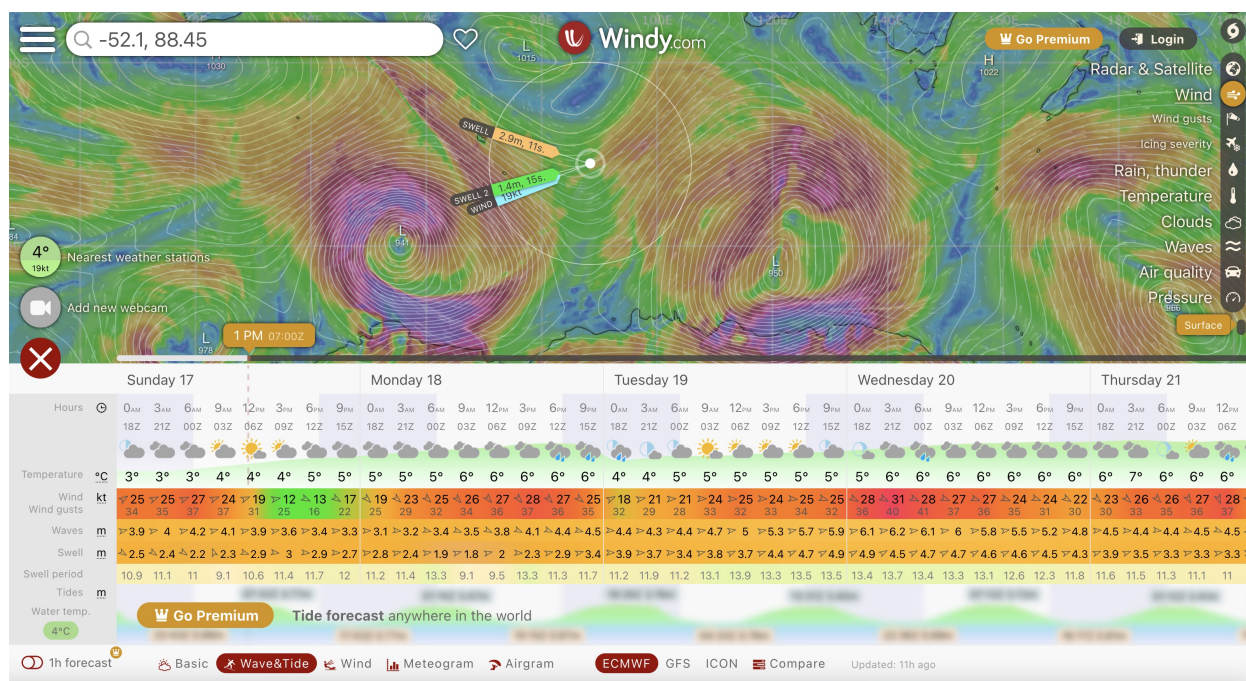 -52.1, 88.45
Windy.com
Go Premium
Login
L
1015
H
1022
1030
Radar & Satellite
Wind
Wind gusts
Icing severity
Rain, thunder
Temperature
Clouds
Waves
Air quality
Pressure
Surface
SWELL 2.9m, 11s.
SWELL 2 1.4m, 15s.
WIND 19kt
L
941
L
950
L
978
4°
19kt
Nearest weather stations
Add new webcam
1 PM 07:00Z
Sunday 17 Monday 18 Tuesday 19 Wednesday 20 Thursday 21
Hours 0AM 3AM 6AM 9AM 12PM 3PM 6PM 9PM 0AM 3AM 6AM 9AM 12PM 3PM 6PM 9PM 0AM 3AM 6AM 9AM 12PM 3PM 6PM 9PM 0AM 3AM 6AM 9AM 12PM 3PM 6PM 9PM 0AM 3AM 6AM 9AM 12PM
18Z 21Z 00Z 03Z 06Z 09Z 12Z 15Z 18Z 21Z 00Z 03Z 06Z 09Z 12Z 15Z 18Z 21Z 00Z 03Z 06Z 09Z 12Z 15Z 18Z 21Z 00Z 03Z 06Z 09Z 12Z 15Z 18Z 21Z 00Z 03Z 06Z
Temperature °C 3° 3° 3° 4° 4° 4° 5° 5° 5° 5° 5° 6° 6° 6° 6° 6° 4° 4° 5° 5° 5° 5° 5° 5° 5° 6° 6° 6° 6° 6° 6° 6° 6° 7° 6° 6° 6°
Wind kt 25 25 27 24 19 12 13 17 19 23 25 26 27 28 27 25 18 21 21 24 25 24 24 25 28 31 28 27 27 24 24 22 23 26 26 27 28
Wind gusts 34 35 37 37 31 25 16 22 25 29 32 34 36 37 41 35 32 30 28 33 33 32 32 33 36 40 41 37 36 35 34 31 30 33 34 35 37
Waves m 3.9 4 4.2 4.1 3.9 3.6 3.4 3.3 3.1 3.2 3.4 3.5 3.8 4.1 4.4 4.5 4.4 4.3 4.4 4.7 5 5.3 5.7 5.9 6.1 6.2 6.1 6 5.8 5.5 5.2 4.8 4.5 4.4 4.4 4.5 4.5
Swell m 2.5 2.4 2.2 2.3 2.9 3 2.9 2.7 2.8 2.4 1.9 1.8 2 2.3 2.9 3.4 3.9 3.7 3.4 3.8 3.7 4.4 4.7 4.9 4.9 4.5 4.7 4.7 4.6 4.6 4.5 4.3 3.9 3.5 3.3 3.3 3.3
Swell period 10.9 11.1 11 9.1 10.6 11.4 11.7 12 11.2 11.4 13.3 9.1 9.5 13.3 11.3 11.7 11.2 11.9 11.2 13.1 13.9 13.3 13.5 13.5 13.4 13.7 13.4 13.3 13.1 12.6 12.3 11.8 11.6 11.5 11.3 11.1 11
Tides m
Water temp.
4°C
Go Premium Tide forecast anywhere in the world
1h forecast Basic Wave&Tide Wind Meteogram Airgram ECMWF GFS ICON Compare Updated: 11h ago